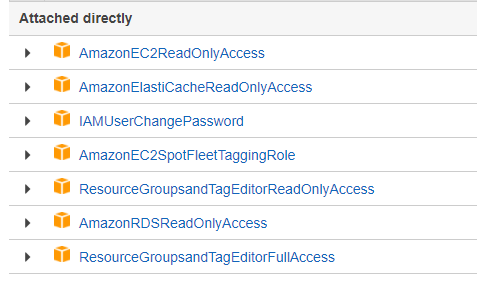 Attached directly
AmazonEC2ReadOnlyAccess
AmazonElastiCacheReadOnlyAccess
IAMUserChangePassword
AmazonEC2SpotFleetTaggingRole
ResourceGroupsandTagEditorReadOnlyAccess
AmazonRDSReadOnlyAccess
ResourceGroupsandTagEditorFullAccess